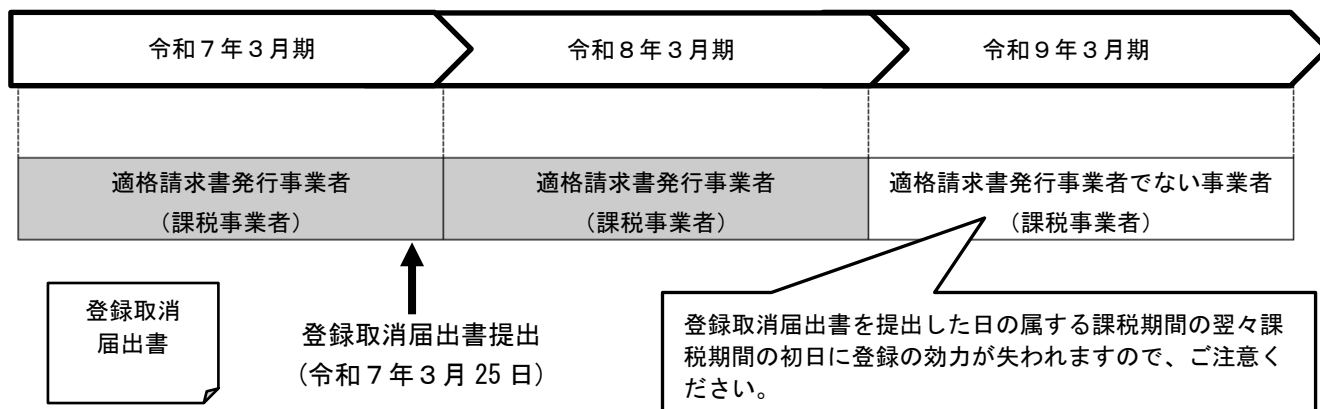 令和７年３月期
令和８年３月期
令和９年３月期
適格請求書発行事業者
（課税事業者）
適格請求書発行事業者
（課税事業者）
適格請求書発行事業者でない事業者
（課税事業者）
登録取消
届出書
登録取消届出書提出
（令和７年３月25日）
登録取消届出書を提出した日の属する課税期間の翌々課
税期間の初日に登録の効力が失われますので、ご注意く
ださい。